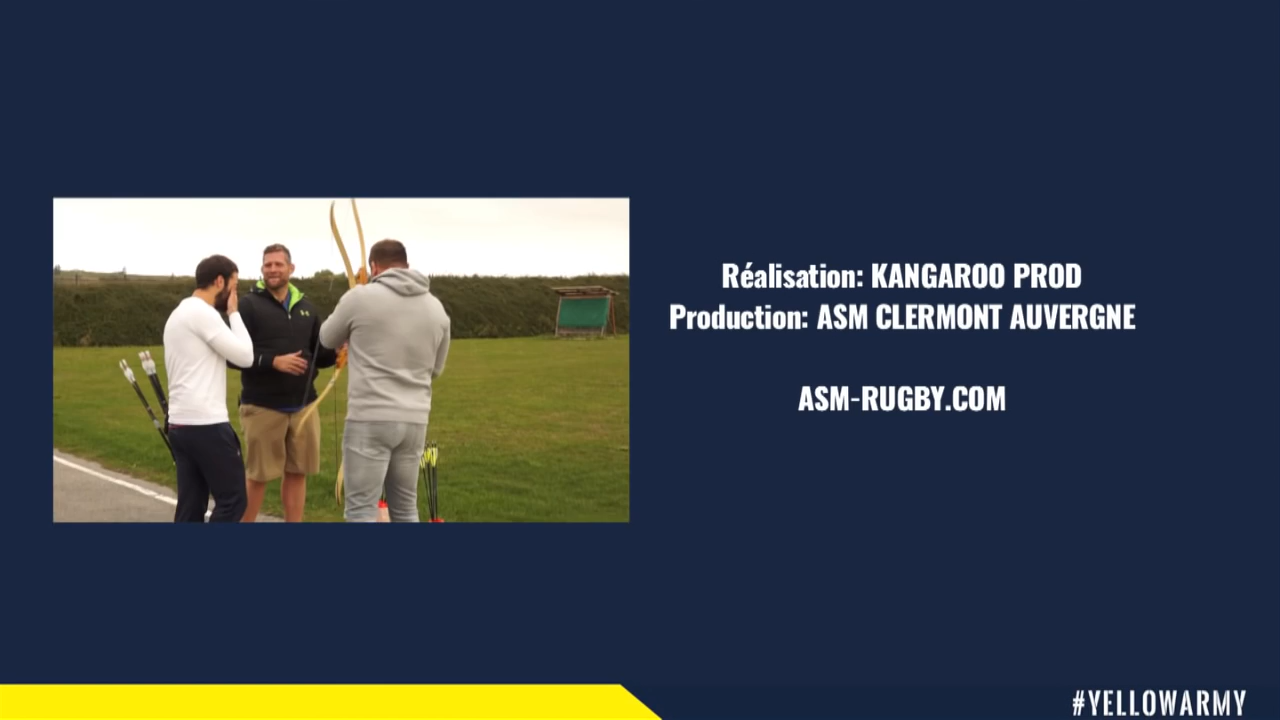 Réalisation: KANGAROO PROD
Production: ASM CLERMONT AUVERGNE
ASM-RUGBY.COM
#YELLOWARMY